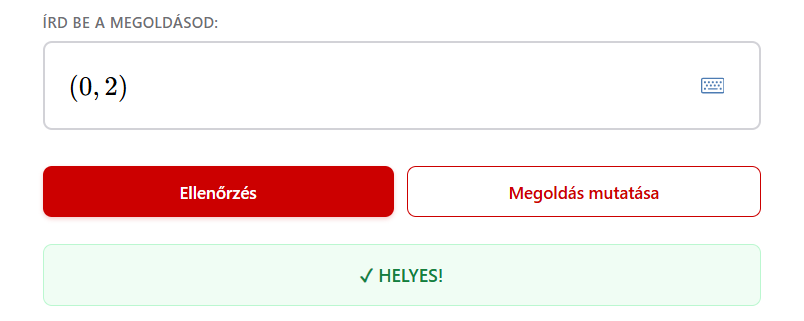 ÍRD BE A MEGOLDÁSOD:
(0, 2)
Ellenőrzés
Megoldás mutatása
✓ HELYES!